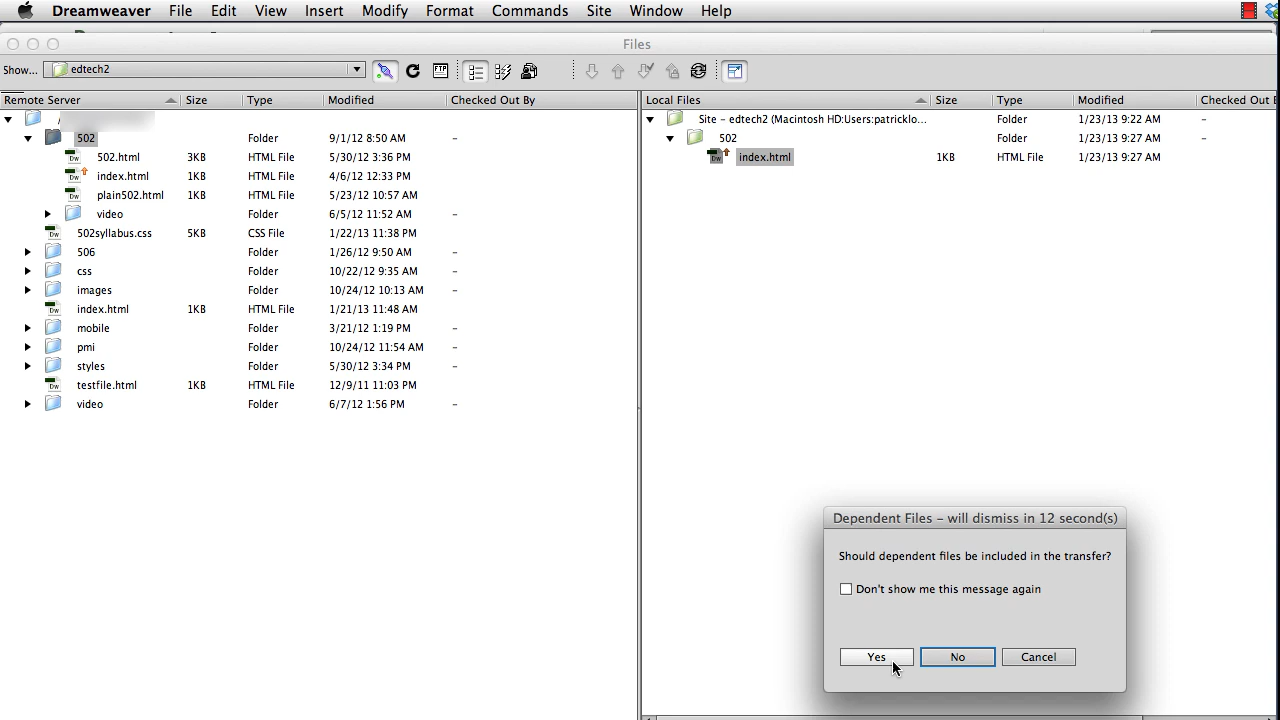 Dreamweaver File Edit View Insert Modify Format Commands Site Window Help
Files
Show... edtech2 FTP
Remote Server Size Type Modified Checked Out By
/
502 Folder 9/1/12 8:50 AM –
502.html 3KB HTML File 5/30/12 3:36 PM
index.html 1KB HTML File 4/6/12 12:33 PM
plain502.html 1KB HTML File 5/23/12 10:57 AM
video Folder 6/5/12 11:52 AM –
502syllabus.css 5KB CSS File 1/22/13 11:38 PM
506 Folder 1/26/12 9:50 AM –
css Folder 10/22/12 9:35 AM –
images Folder 10/24/12 10:13 AM –
index.html 1KB HTML File 1/21/13 11:48 AM
mobile Folder 3/21/12 1:19 PM –
pmi Folder 10/24/12 11:54 AM –
styles Folder 5/30/12 3:34 PM –
testfile.html 1KB HTML File 12/9/11 11:03 PM
video Folder 6/7/12 1:56 PM –
Local Files Size Type Modified Checked Out B
Site – edtech2 (Macintosh HD:Users:patricklo... Folder 1/23/13 9:22 AM –
502 Folder 1/23/13 9:27 AM –
index.html 1KB HTML File 1/23/13 9:27 AM
Dependent Files – will dismiss in 12 second(s)
Should dependent files be included in the transfer?
Don't show me this message again
Yes No Cancel